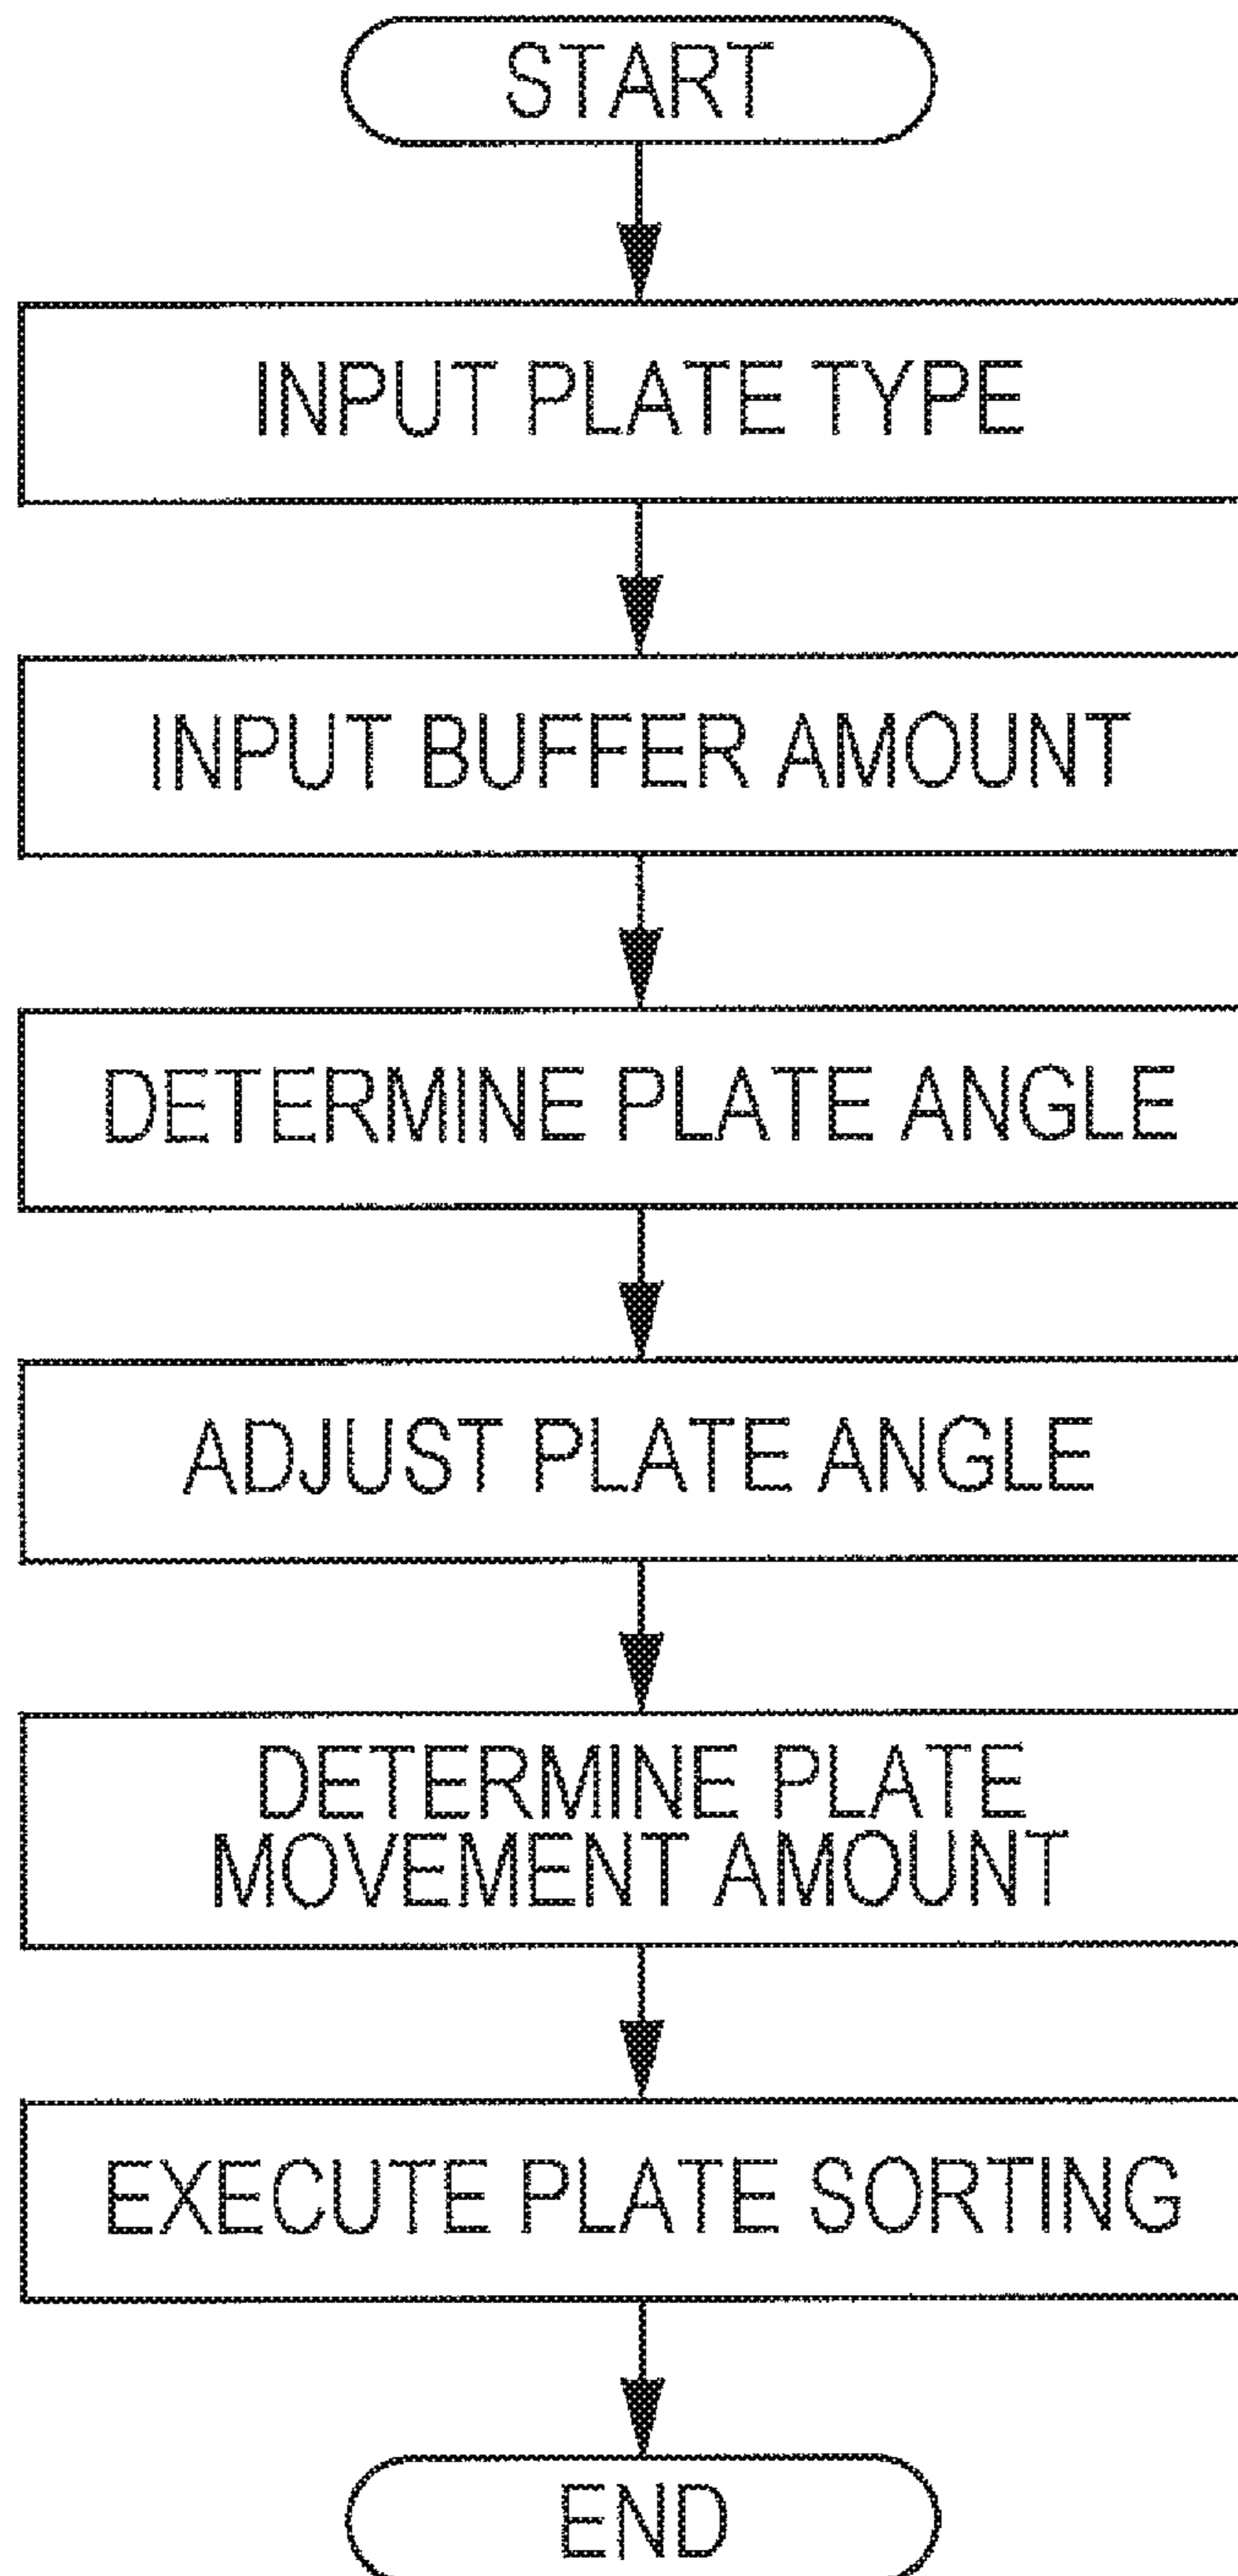 START
INPUT PLATE TYPE
INPUT BUFFER AMOUNT
DETERMINE PLATE ANGLE
ADJUST PLATE ANGLE
DETERMINE PLATE
MOVEMENT AMOUNT
EXECUTE PLATE SORTING
END